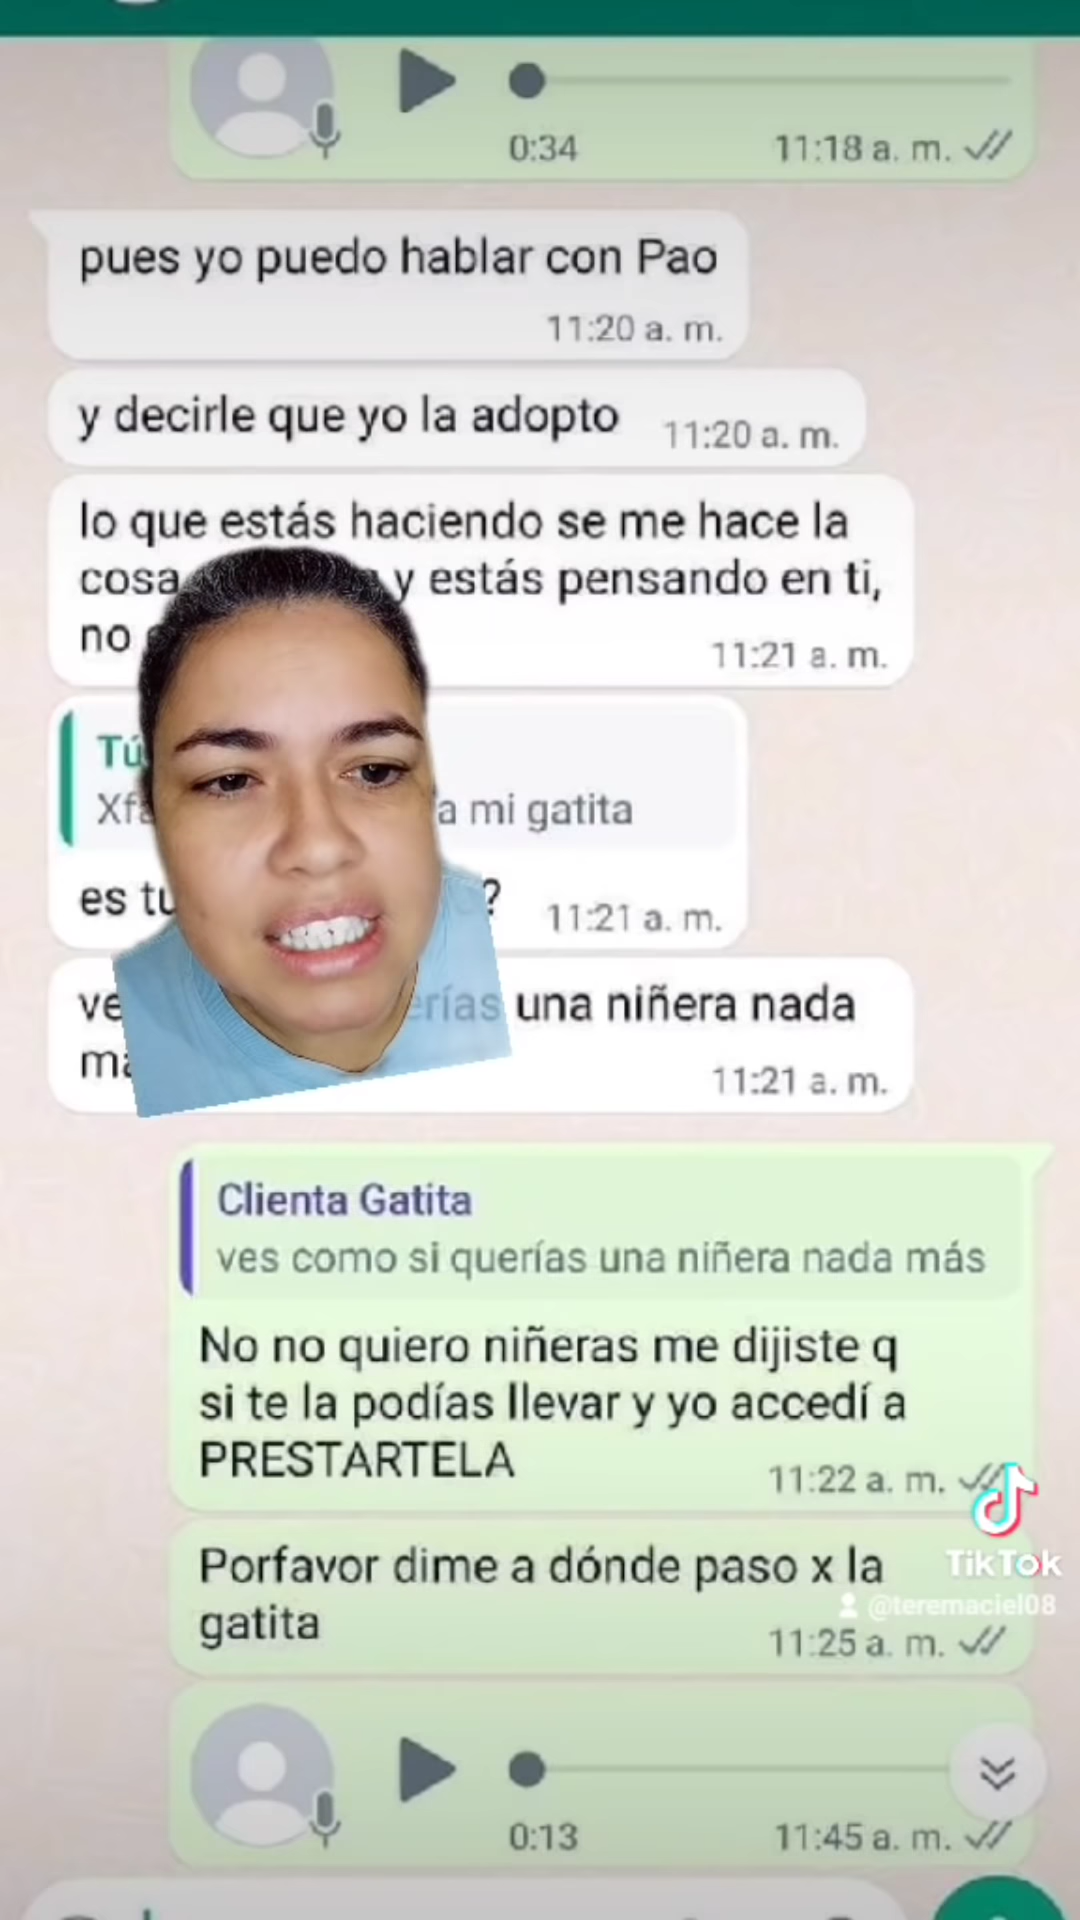 0:34 11:18 a. m.
pues yo puedo hablar con Pao
11:20 a. m.
y decirle que yo la adopto 11:20 a. m.
lo que estás haciendo se me hace la
cosa y estás pensando en ti,
no 11:21 a. m.
Tú
a mi gatita
es tu ? 11:21 a. m.
una niñera nada
11:21 a. m.
Clienta Gatita
ves como si querías una niñera nada más
No no quiero niñeras me dijiste q
si te la podías llevar y yo accedí a
PRESTARTELA
11:22 a. m.
Porfavor dime a dónde paso x la
gatita
11:25 a. m.
TikTok
@teremaciel08
0:13 11:45 a. m.